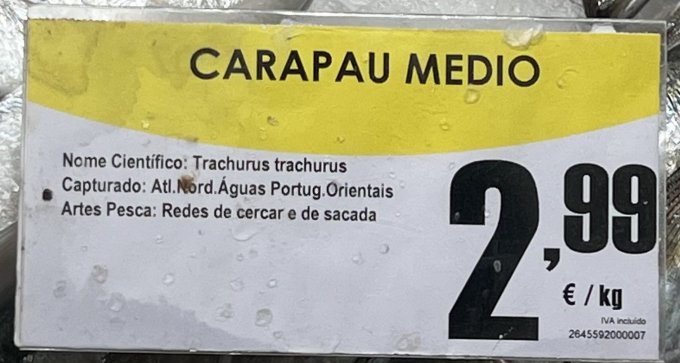 CARAPAU MEDIO
Nome Científico: Trachurus trachurus
Capturado: Atl.Nord.Águas Portug.Orientais
Artes Pesca: Redes de cercar e de sacada
2,99
€ / kg
IVA incluído
2645592000007